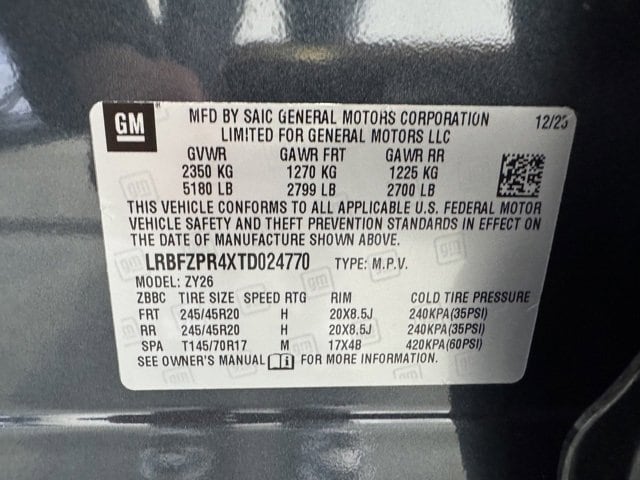 GM
MFD BY SAIC GENERAL MOTORS CORPORATION 12/25
LIMITED FOR GENERAL MOTORS LLC
GVWR GAWR FRT GAWR RR
2350 KG 1270 KG 1225 KG
5180 LB 2799 LB 2700 LB
THIS VEHICLE CONFORMS TO ALL APPLICABLE U.S. FEDERAL MOTOR
VEHICLE SAFETY AND THEFT PREVENTION STANDARDS IN EFFECT ON
THE DATE OF MANUFACTURE SHOWN ABOVE.
LRBFZPR4XTD024770 TYPE: M.P.V.
MODEL: ZY26
ZBBC TIRE SIZE SPEED RTG RIM COLD TIRE PRESSURE
FRT 245/45R20 H 20X8.5J 240KPA(35PSI)
RR 245/45R20 H 20X8.5J 240KPA(35PSI)
SPA T145/70R17 M 17X4B 420KPA(60PSI)
SEE OWNER'S MANUAL FOR MORE INFORMATION.